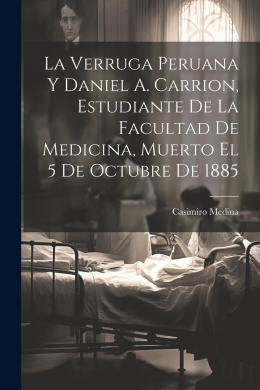 La Verruga Peruana
Y Daniel A. Carrion,
Estudiante De La
Facultad De
Medicina, Muerto El
5 De Octubre De 1885
Casimiro Medina